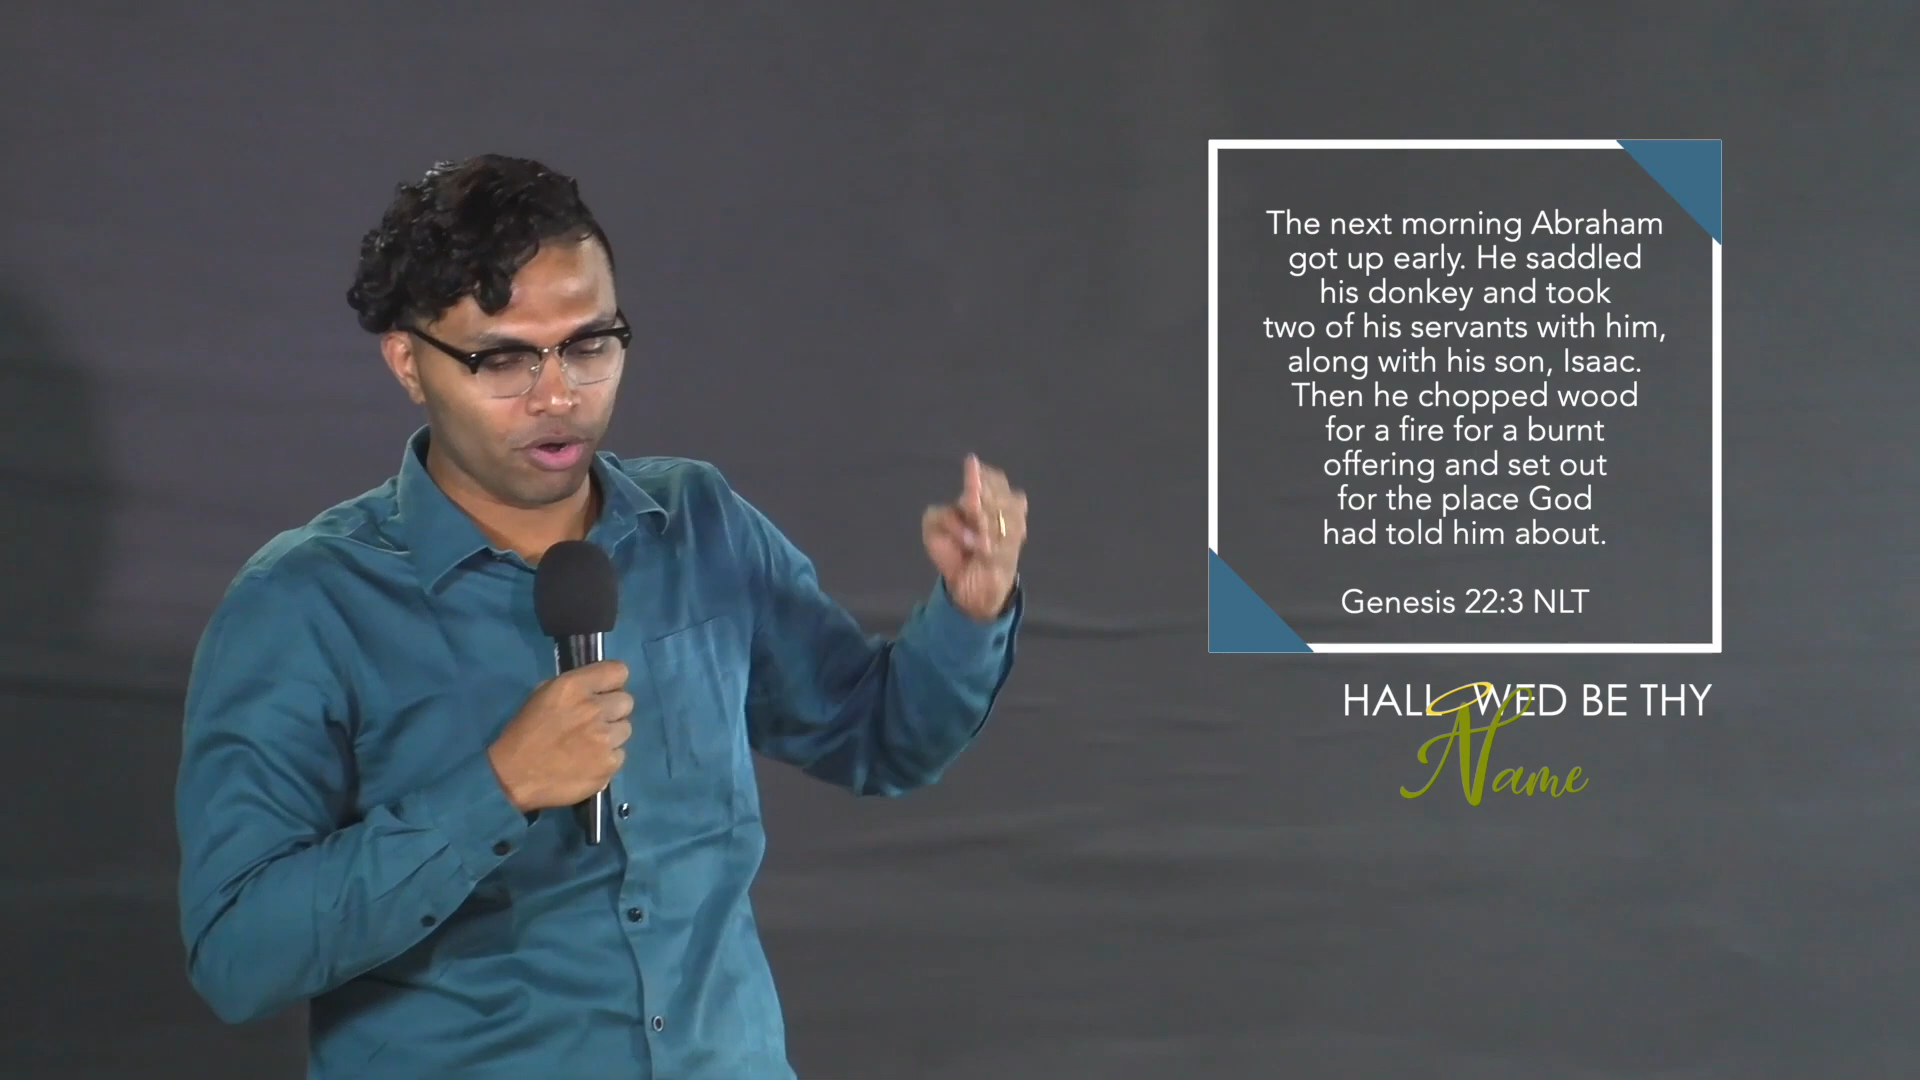 The next morning Abraham
got up early. He saddled
his donkey and took
two of his servants with him,
along with his son, Isaac.
Then he chopped wood
for a fire for a burnt
offering and set out
for the place God
had told him about.
Genesis 22:3 NLT
HALLOWED BE THY
Name